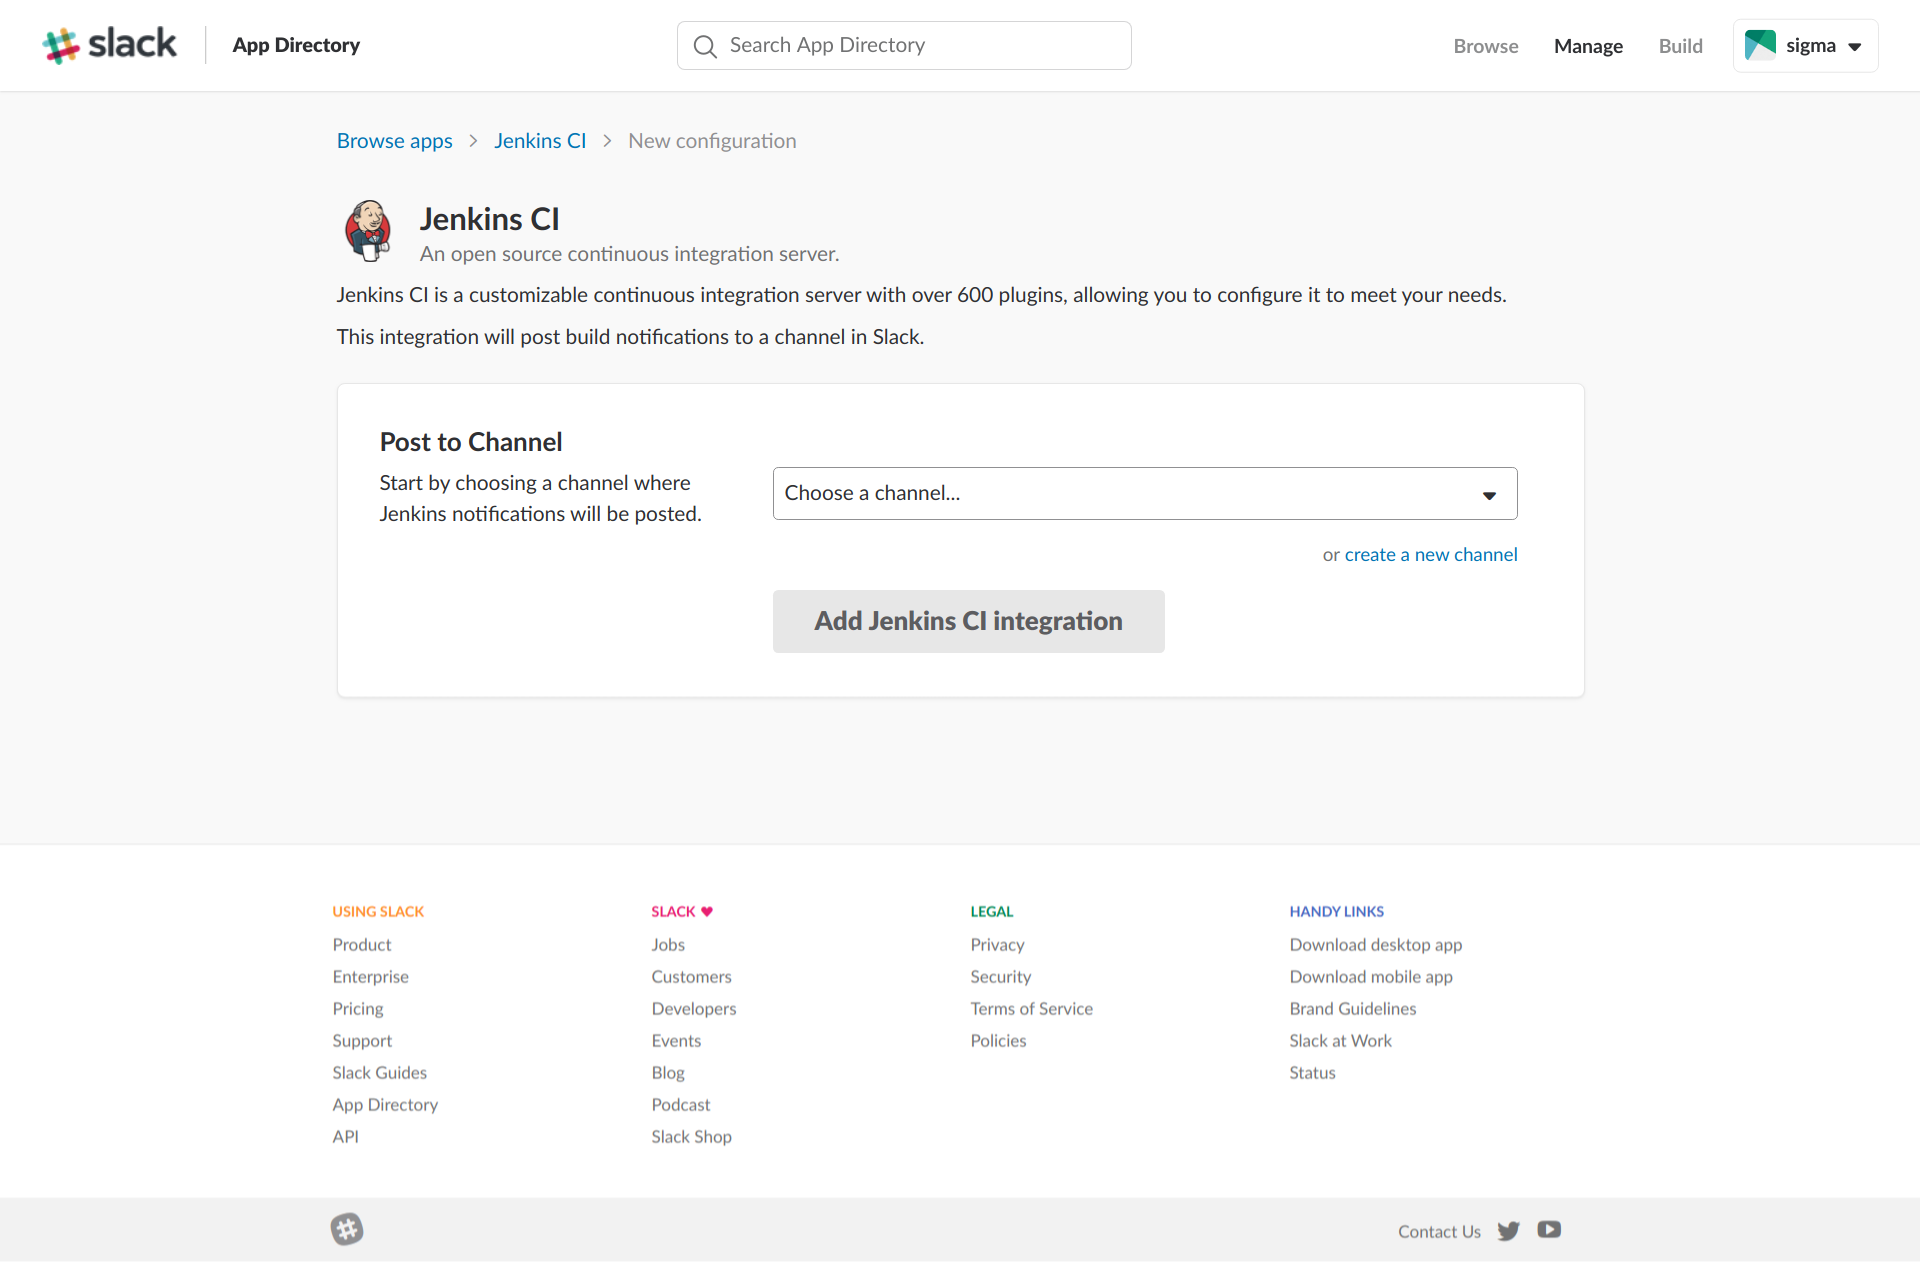 slack
App Directory
Search App Directory
Browse
Manage
Build
sigma
Browse apps > Jenkins CI > New configuration
Jenkins CI
An open source continuous integration server.
Jenkins CI is a customizable continuous integration server with over 600 plugins, allowing you to configure it to meet your needs.
This integration will post build notifications to a channel in Slack.
Post to Channel
Start by choosing a channel where
Jenkins notifications will be posted.
Choose a channel...
or create a new channel
Add Jenkins CI integration
USING SLACK
Product
Enterprise
Pricing
Support
Slack Guides
App Directory
API
SLACK ♥
Jobs
Customers
Developers
Events
Blog
Podcast
Slack Shop
LEGAL
Privacy
Security
Terms of Service
Policies
HANDY LINKS
Download desktop app
Download mobile app
Brand Guidelines
Slack at Work
Status
Contact Us